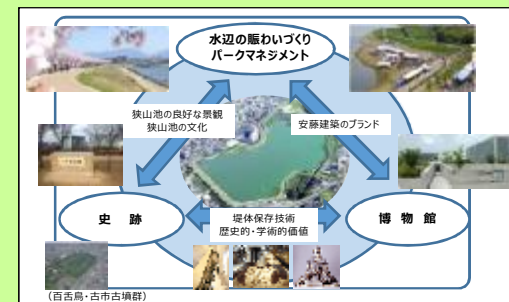 水辺の賑わいづくり
パークマネジメント
狭山池の良好な景観
狭山池の文化
安藤建築のブランド
史 跡
堤体保存技術
歴史的・学術的価値
博 物 館
（百舌鳥・古市古墳群）